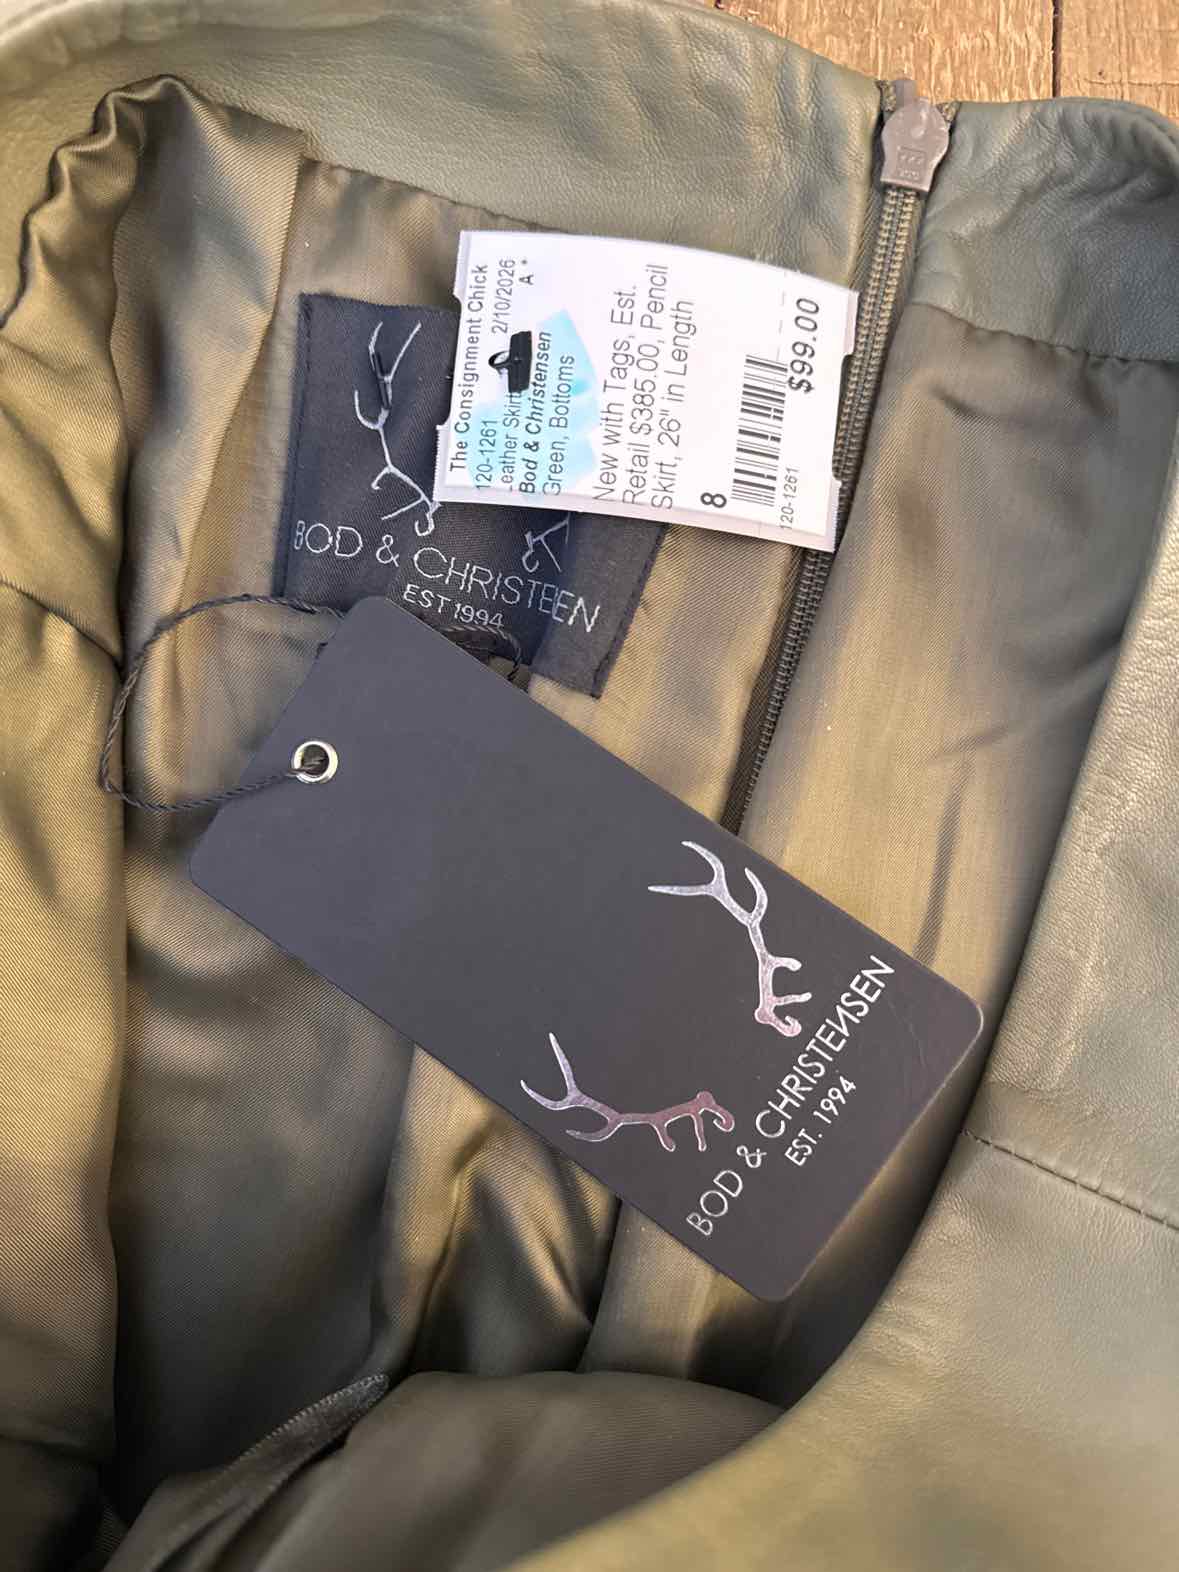 The Consignment Chick
120-1261 2/10/2026
Leather Skirt A *
Bod & Christensen
Green, Bottoms
New with Tags, Est.
Retail $385.00, Pencil
Skirt, 26" in Length
8
$99.00
120-1261
BOD & CHRISTEEN
EST 1994
BOD & CHRISTENSEN
EST. 1994